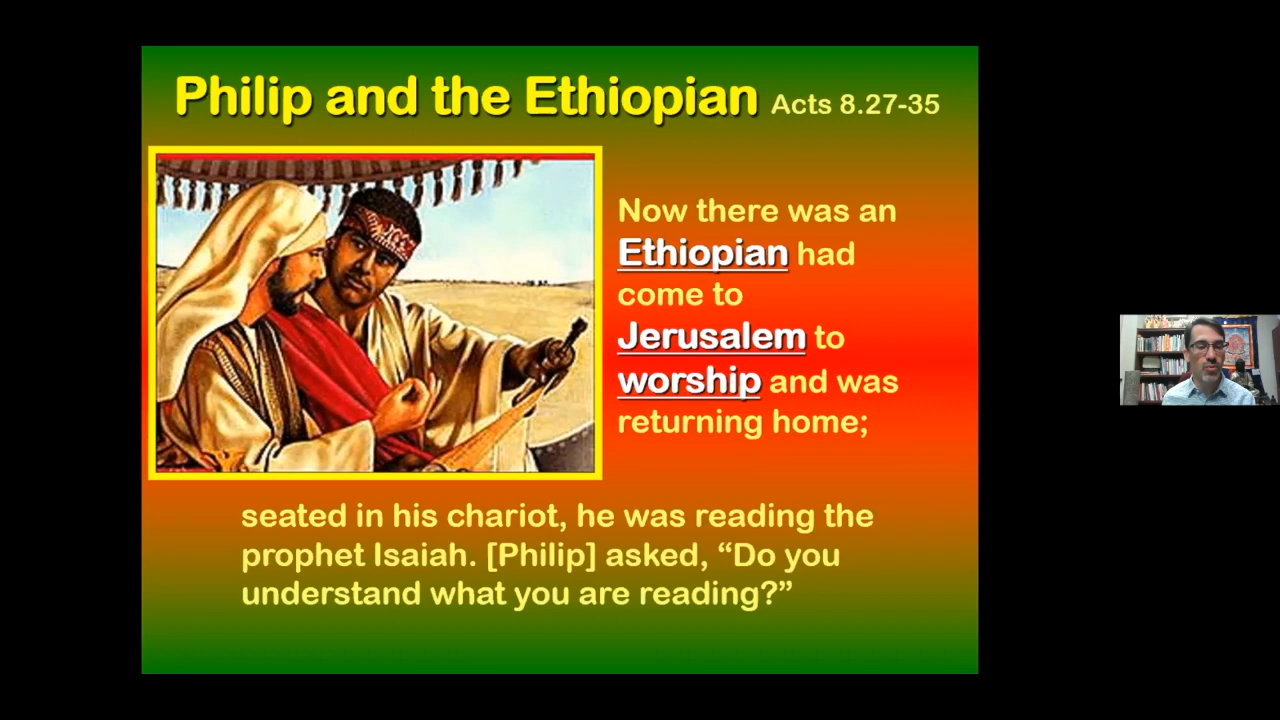 Philip and the Ethiopian Acts 8.27-35
Now there was an
Ethiopian had
come to
Jerusalem to
worship and was
returning home;
seated in his chariot, he was reading the
prophet Isaiah. [Philip] asked, “Do you
understand what you are reading?”